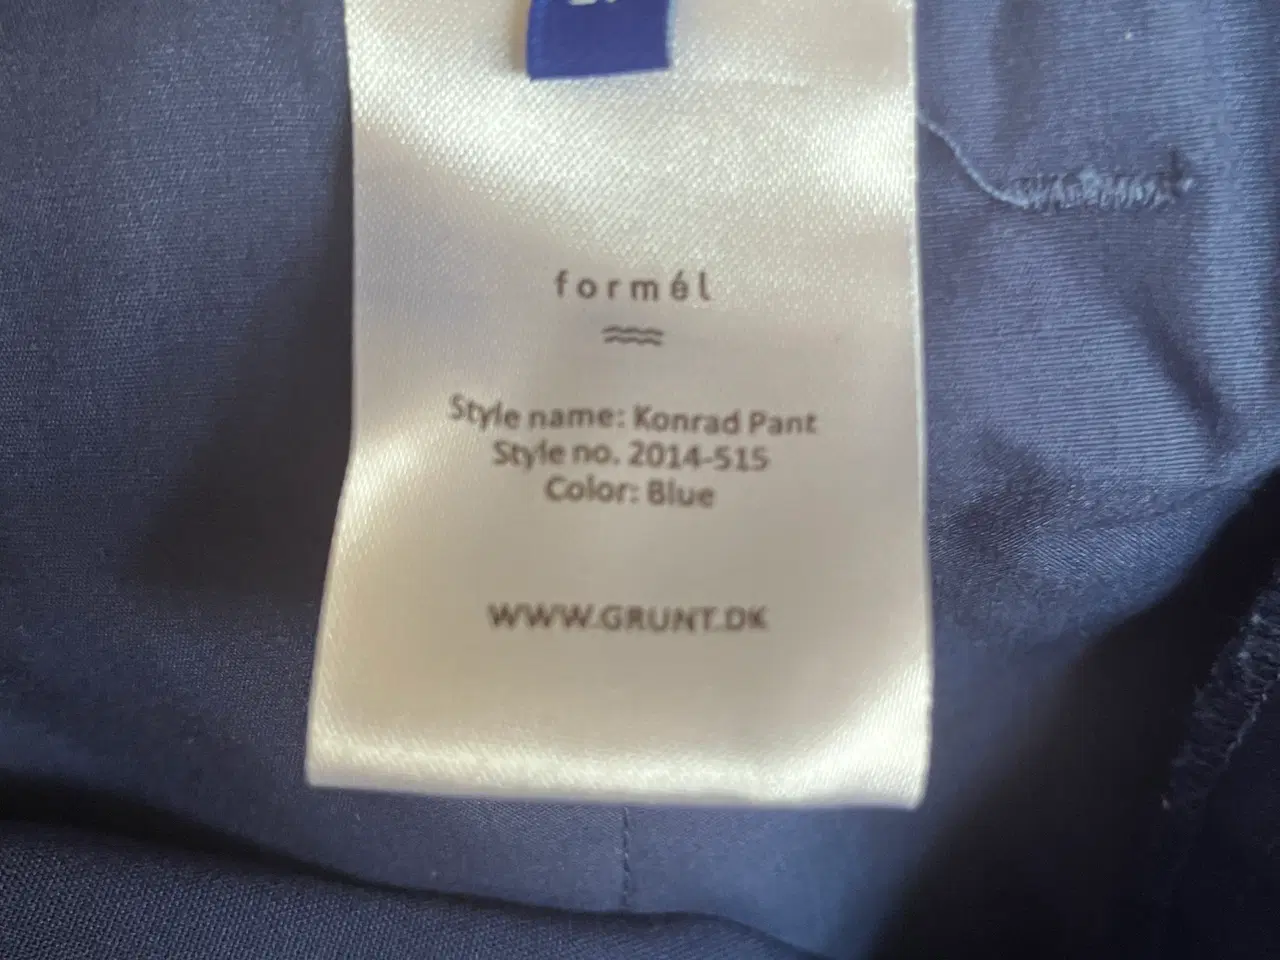 formél
Style name: Konrad Pant
Style no. 2014-515
Color: Blue
WWW.GRUNT.DK